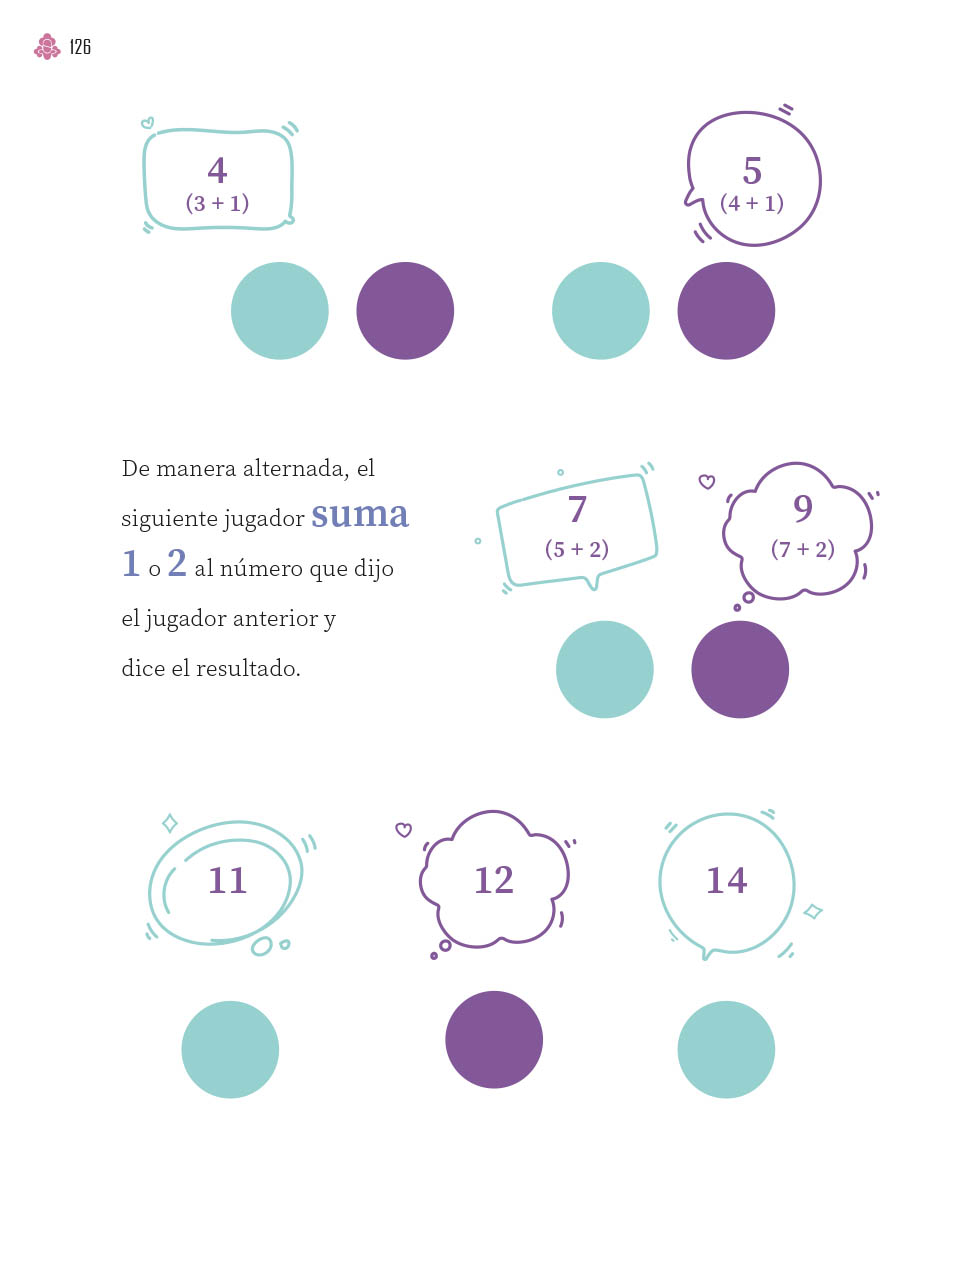 126
4
(3 + 1)
5
(4 + 1)
De manera alternada, el
siguiente jugador suma
1 o 2 al número que dijo
el jugador anterior y
dice el resultado.
7
(5 + 2)
9
(7 + 2)
11
12
14